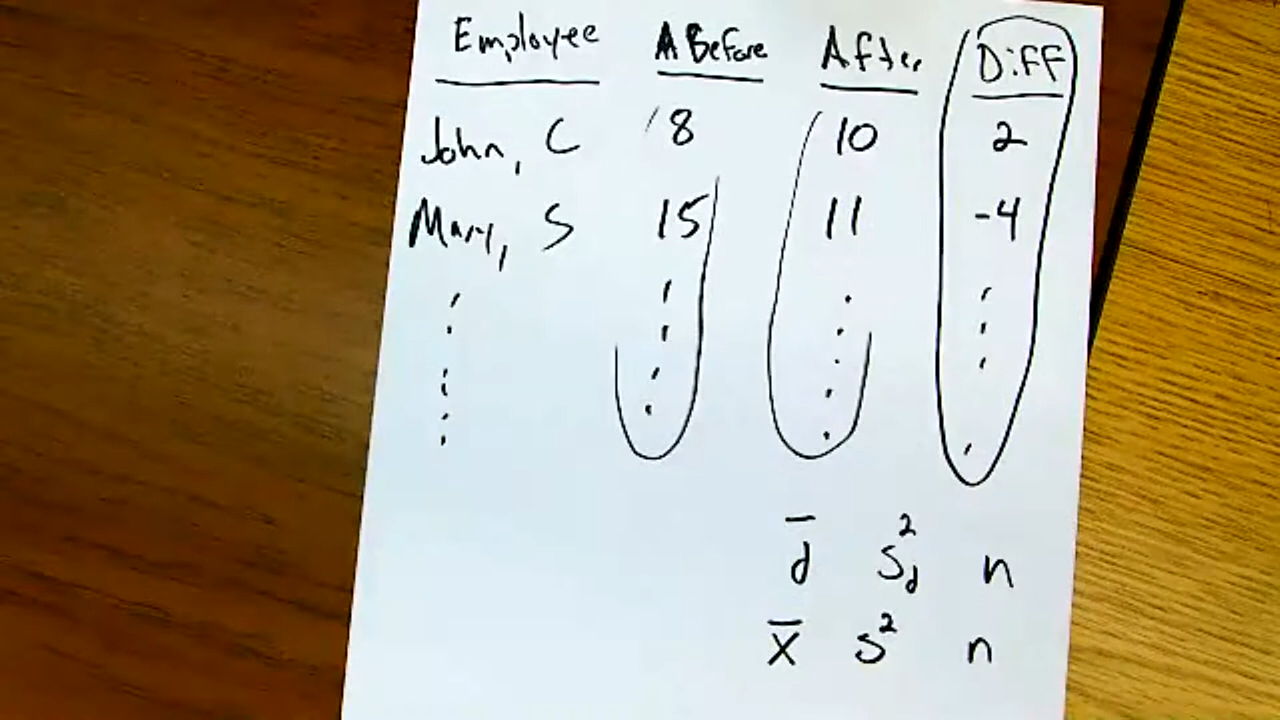 Employee A Before After Diff
John, C 8 10 2
Mary, S 15 11 -4
d̄ s²d n
x̄ s² n